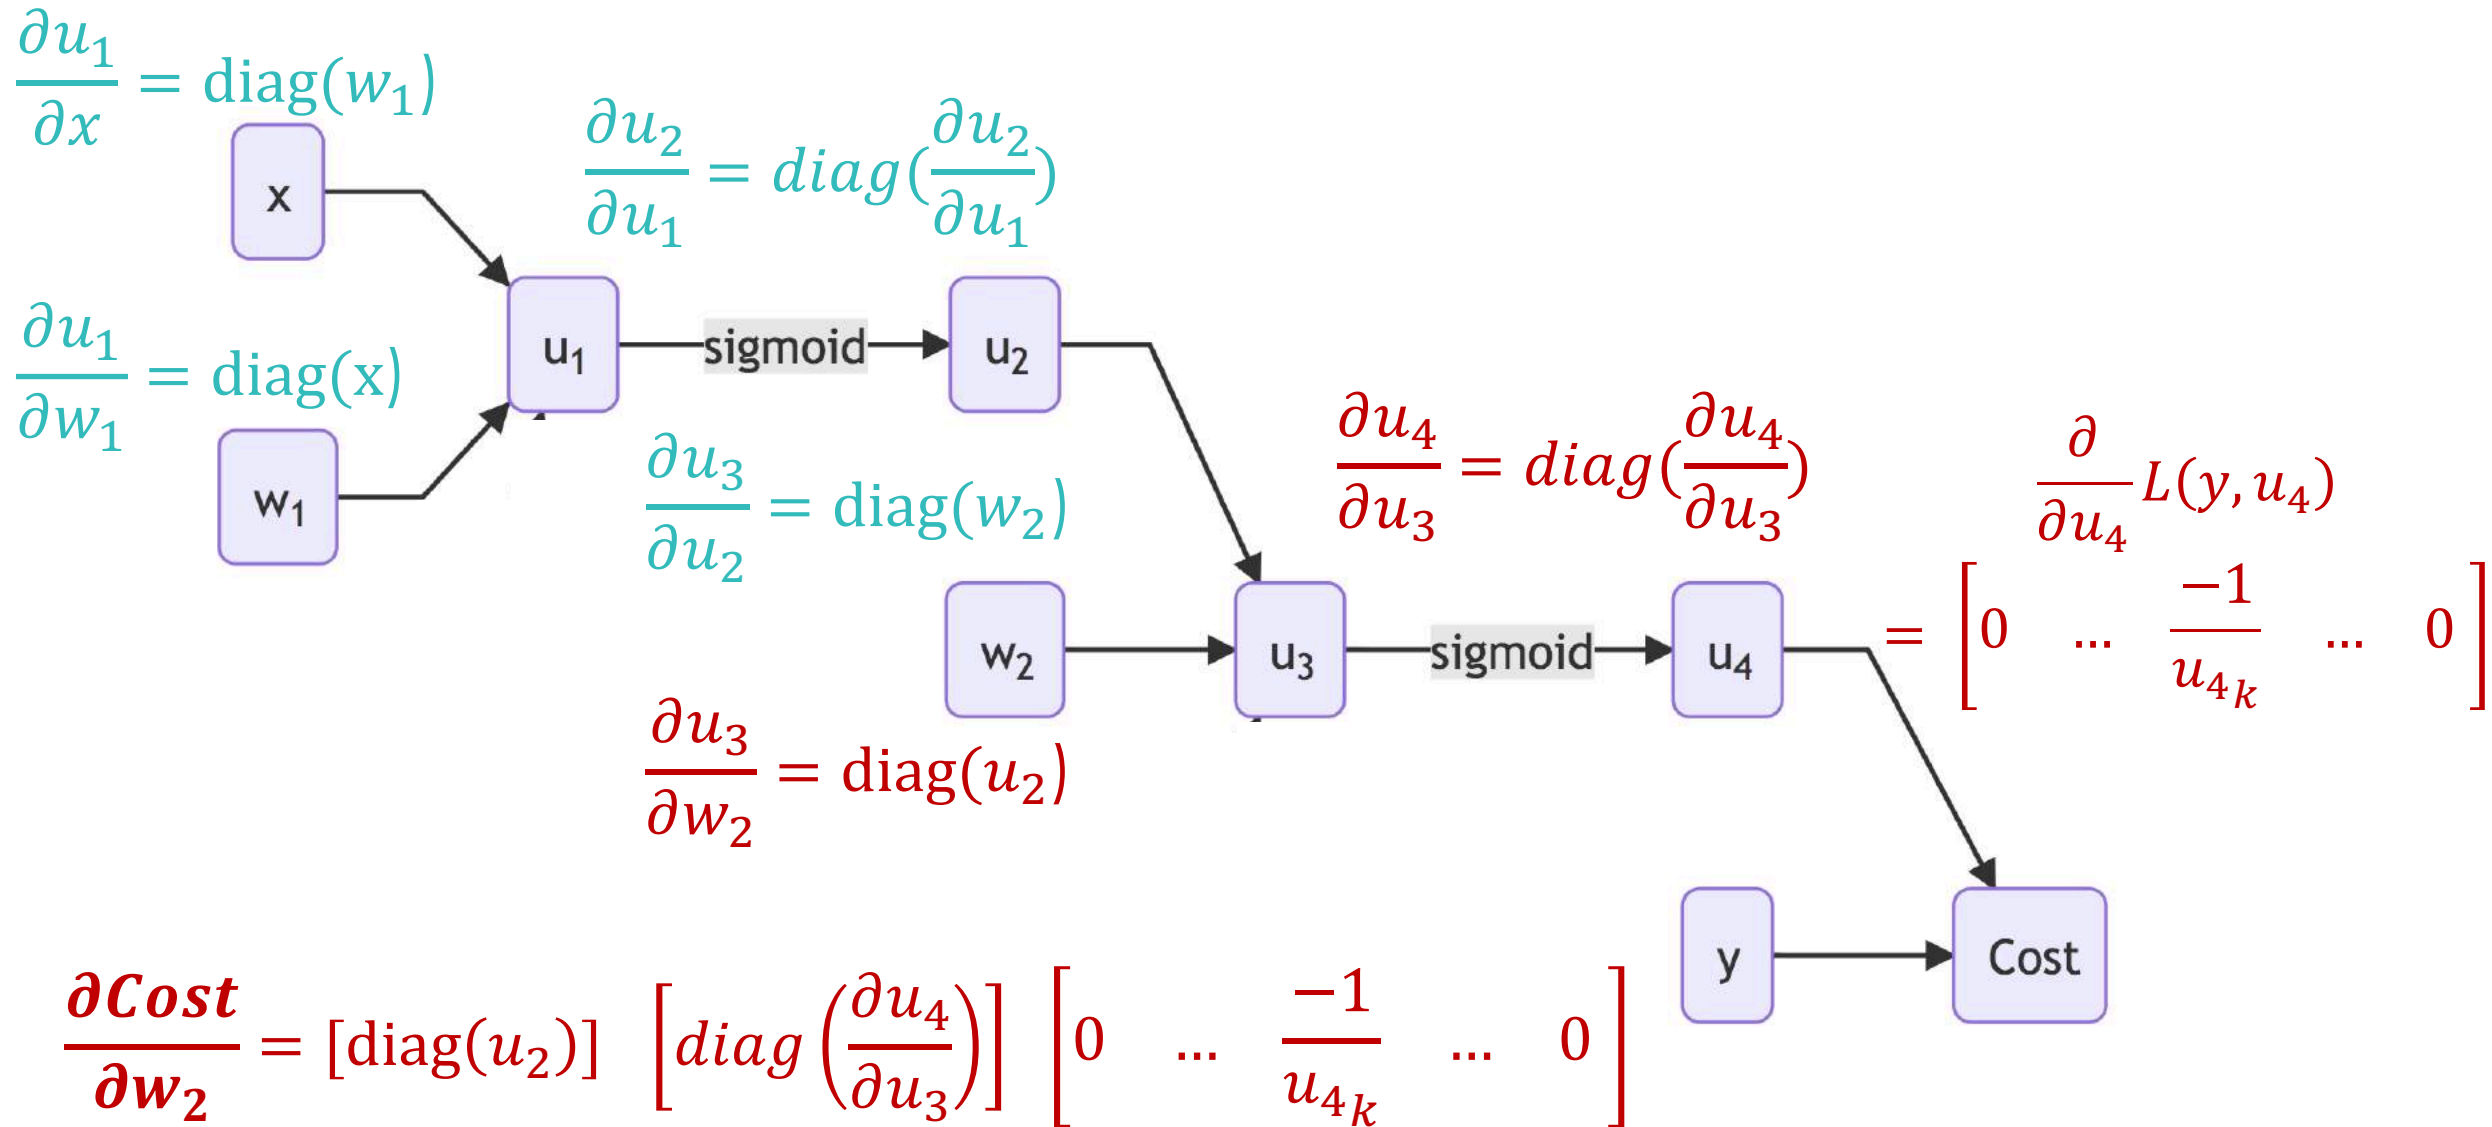 ∂u₁/∂x = diag(w₁)
x
∂u₂/∂u₁ = diag(∂u₂/∂u₁)
∂u₁/∂w₁ = diag(x)
w₁
u₁
sigmoid
u₂
∂u₃/∂u₂ = diag(w₂)
∂u₄/∂u₃ = diag(∂u₄/∂u₃)
∂/∂u₄ L(y, u₄)
= [0 ... −1/u₄ₖ ... 0]
w₂
u₃
sigmoid
u₄
∂u₃/∂w₂ = diag(u₂)
y
Cost
∂Cost/∂w₂ = [diag(u₂)] [diag(∂u₄/∂u₃)] [0 ... −1/u₄ₖ ... 0]